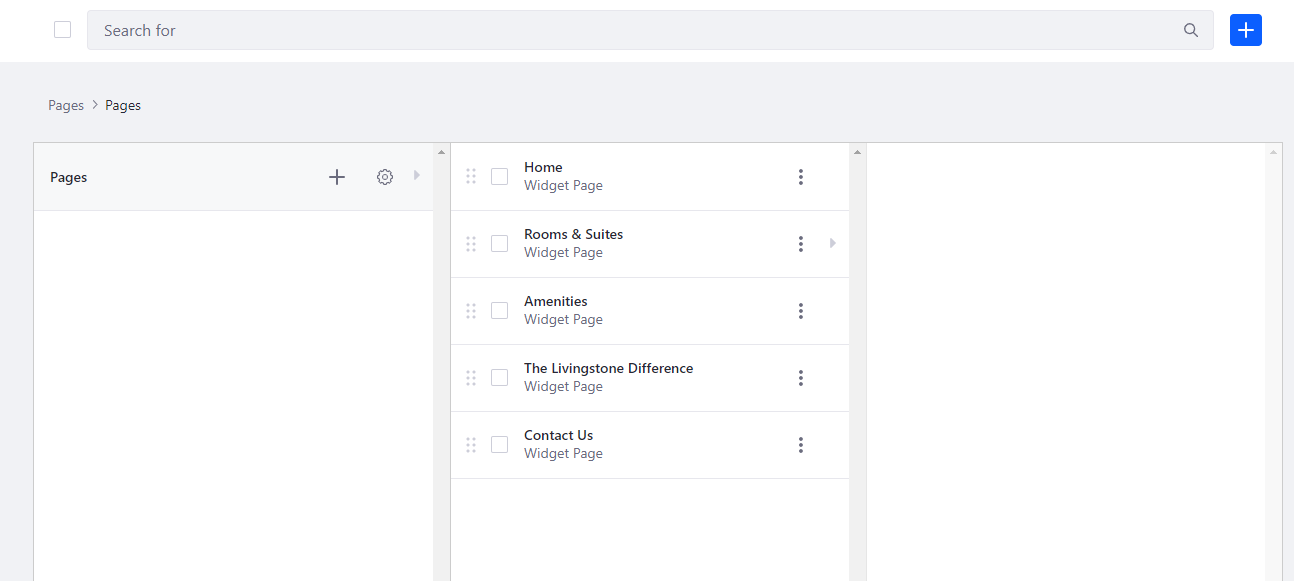 Search for
Pages
Pages
Pages
Home
Widget Page
Rooms & Suites
Widget Page
Amenities
Widget Page
The Livingstone Difference
Widget Page
Contact Us
Widget Page